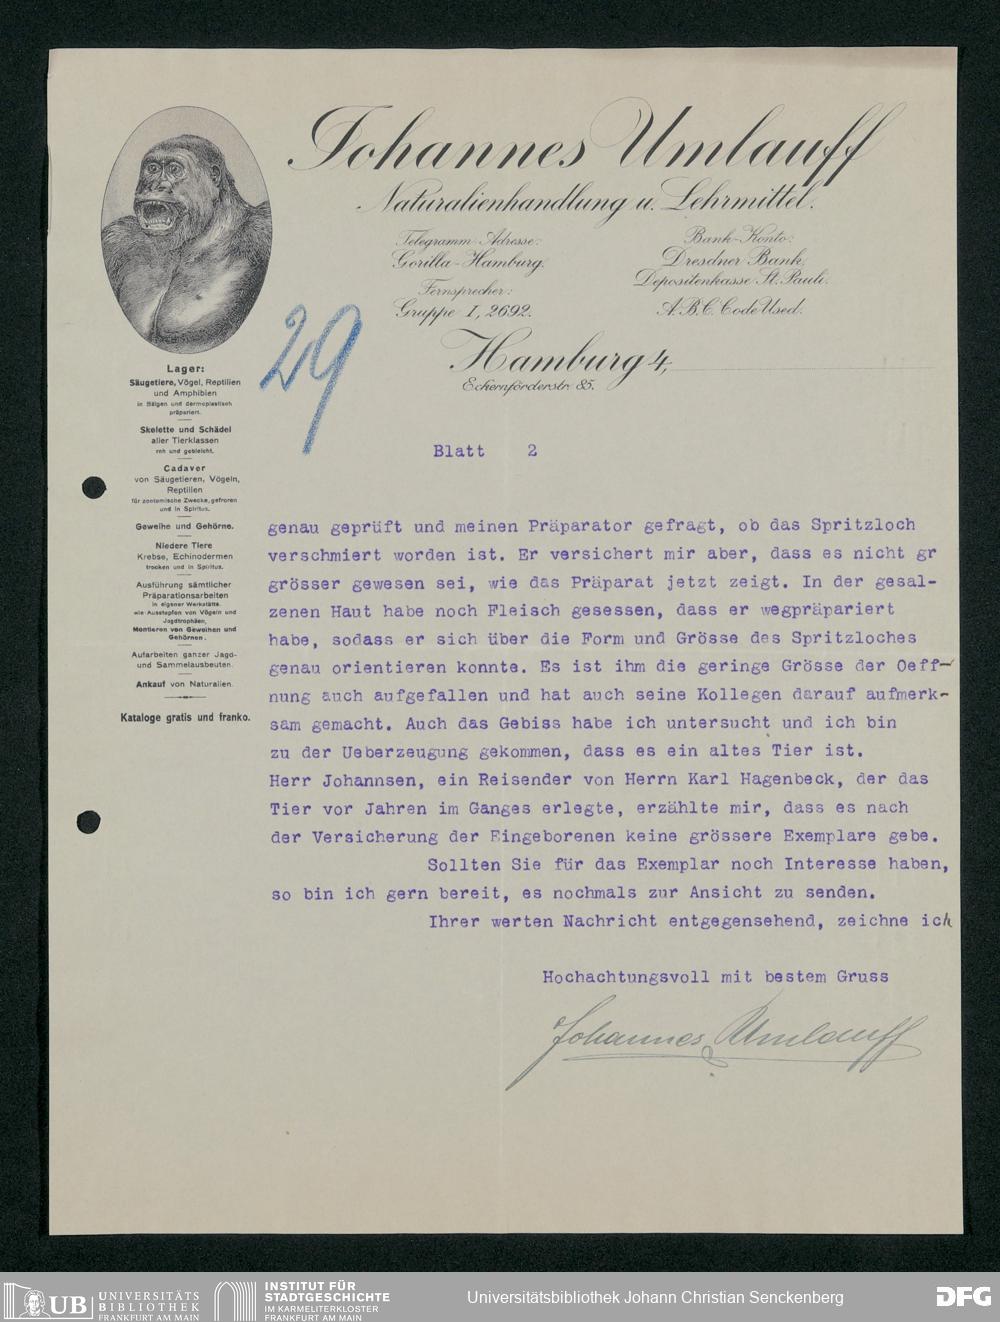 Johannes Umlauff
Naturalienhandlung u. Lehrmittel.
Telegramm-Adresse:
Gorilla-Hamburg.
Fernsprecher:
Gruppe I, 2692.
Bank-Konto:
Dresdner Bank,
Depositenkasse St. Pauli.
A.B.C. Code Used.
Hamburg 4,
Eckernförderstr. 85.
29
Lager:
Säugetiere, Vögel, Reptilien
und Amphibien
in Bälgen und dermoplastisch
präpariert.
Skelette und Schädel
aller Tierklassen
roh und gebleicht.
Cadaver
von Säugetieren, Vögeln,
Reptilien
für zootomische Zwecke, gefroren
und in Spiritus.
Geweihe und Gehörne.
Niedere Tiere
Krebse, Echinodermen
trocken und in Spiritus.
Ausführung sämtlicher
Präparationsarbeiten
in eigener Werkstätte.
wie Ausstopfen von Vögeln und
Jagdtrophäen,
Montieren von Geweihen und
Gehörnen.
Aufarbeiten ganzer Jagd-
und Sammelausbeuten.
Ankauf von Naturalien.
Kataloge gratis und franko.
Blatt 2
genau geprüft und meinen Präparator gefragt, ob das Spritzloch
verschmiert worden ist. Er versichert mir aber, dass es nicht gr
grösser gewesen sei, wie das Präparat jetzt zeigt. In der gesal-
zenen Haut habe noch Fleisch gesessen, dass er wegpräpariert
habe, sodass er sich über die Form und Grösse des Spritzloches
genau orientieren konnte. Es ist ihm die geringe Grösse der Oeff-
nung auch aufgefallen und hat auch seine Kollegen darauf aufmerk-
sam gemacht. Auch das Gebiss habe ich untersucht und ich bin
zu der Ueberzeugung gekommen, dass es ein altes Tier ist.
Herr Johannsen, ein Reisender von Herrn Karl Hagenbeck, der das
Tier vor Jahren im Ganges erlegte, erzählte mir, dass es nach
der Versicherung der Eingeborenen keine grössere Exemplare gebe.
Sollten Sie für das Exemplar noch Interesse haben,
so bin ich gern bereit, es nochmals zur Ansicht zu senden.
Ihrer werten Nachricht entgegensehend, zeichne ich
Hochachtungsvoll mit bestem Gruss
Johannes Umlauff
UB UNIVERSITÄTS
BIBLIOTHEK
FRANKFURT AM MAIN
INSTITUT FÜR
STADTGESCHICHTE
IM KARMELITERKLOSTER
FRANKFURT AM MAIN
Universitätsbibliothek Johann Christian Senckenberg
DFG